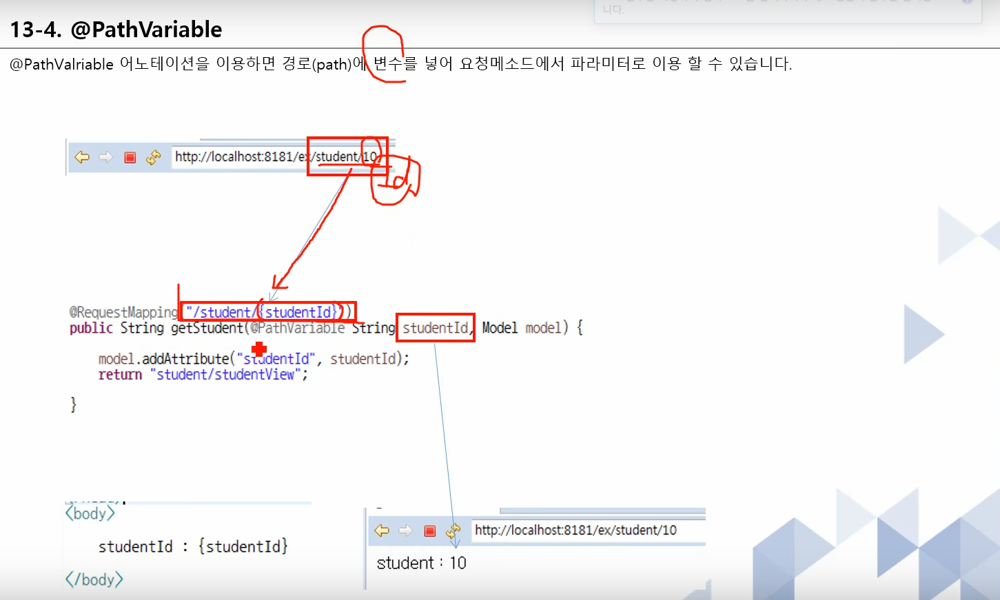 니다.
13-4. @PathVariable
@PathValriable 어노테이션을 이용하면 경로(path)에 변수를 넣어 요청메소드에서 파라미터로 이용 할 수 있습니다.
http://localhost:8181/ex/student/10
Id
@RequestMapping("/student/{studentId}")
public String getStudent(@PathVariable String studentId, Model model) {
model.addAttribute("studentId", studentId);
return "student/studentView";
}
<body>
studentId : {studentId}
</body>
http://localhost:8181/ex/student/10
student : 10